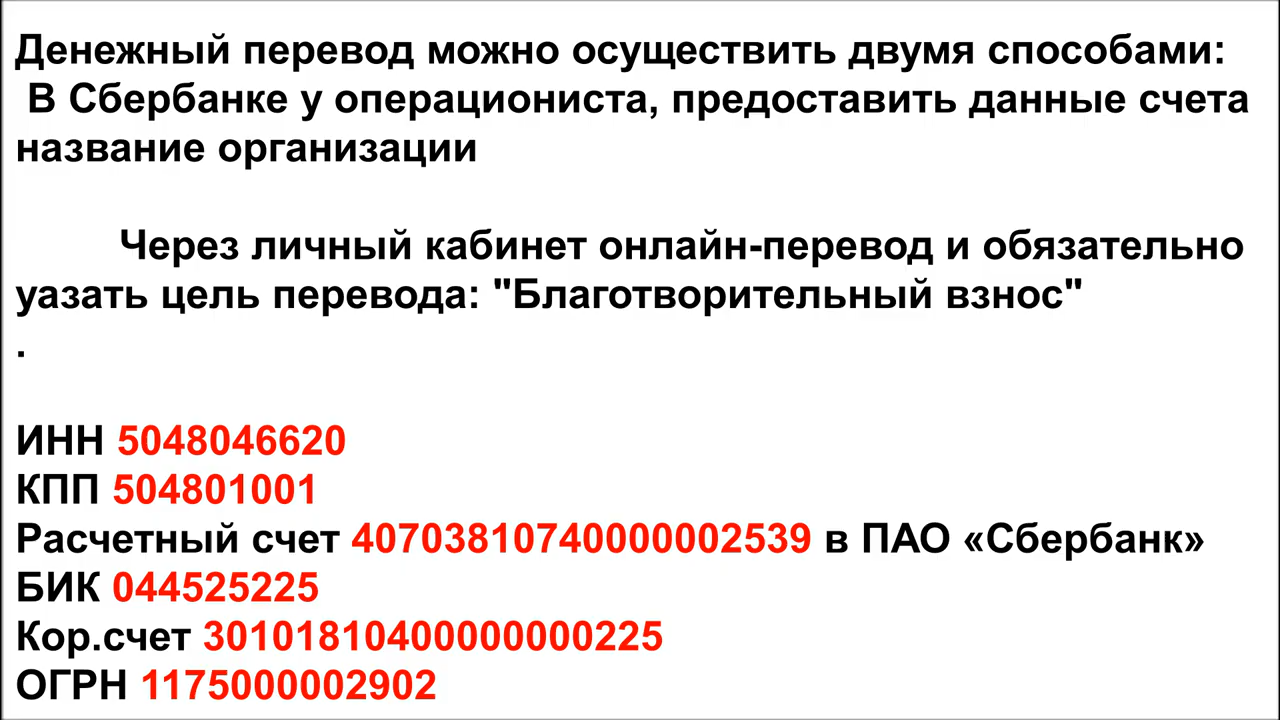 Денежный перевод можно осуществить двумя способами:
В Сбербанке у операциониста, предоставить данные счета
название организации
Через личный кабинет онлайн-перевод и обязательно
уазать цель перевода: "Благотворительный взнос"
.
ИНН 5048046620
КПП 504801001
Расчетный счет 40703810740000002539 в ПАО «Сбербанк»
БИК 044525225
Кор.счет 30101810400000000225
ОГРН 1175000002902